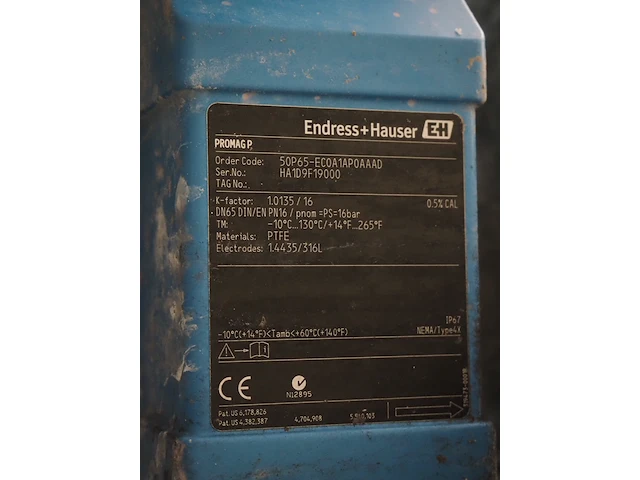 Endress+Hauser EH
PROMAG P
Order Code: 50P65-EC0A1AP0AAAD
Ser.No.: HA1D9F19000
TAG No.:
K-factor: 1.0135 / 16 0.5% CAL
DN65 DIN/EN PN16 / pnom =PS=16bar
TM: -10°C...130°C/+14°F...265°F
Materials: PTFE
Electrodes: 1.4435/316L
IP67
-10°C(+14°F)<Tamb<+60°C(+140°F) NEMA/Type4X
CE
N12895
Pat. US 6,178,826
Pat. US 4,382,387 4,704,908